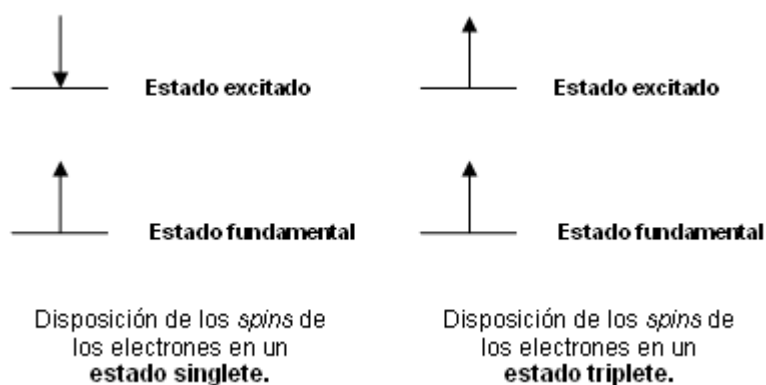 Estado excitado
Estado fundamental
Disposición de los spins de
los electrones en un
estado singlete.
Estado excitado
Estado fundamental
Disposición de los spins de
los electrones en un
estado triplete.